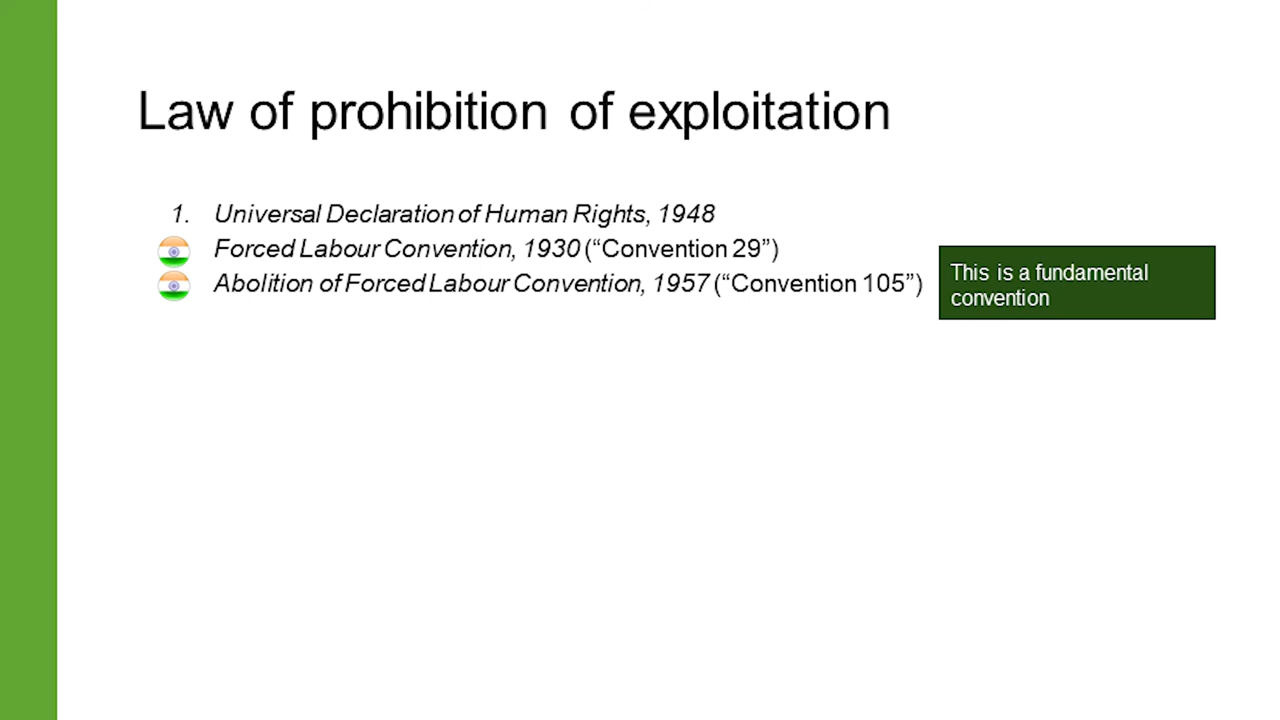 Law of prohibition of exploitation
1. Universal Declaration of Human Rights, 1948
Forced Labour Convention, 1930 (“Convention 29”)
Abolition of Forced Labour Convention, 1957 (“Convention 105”)
This is a fundamental
convention